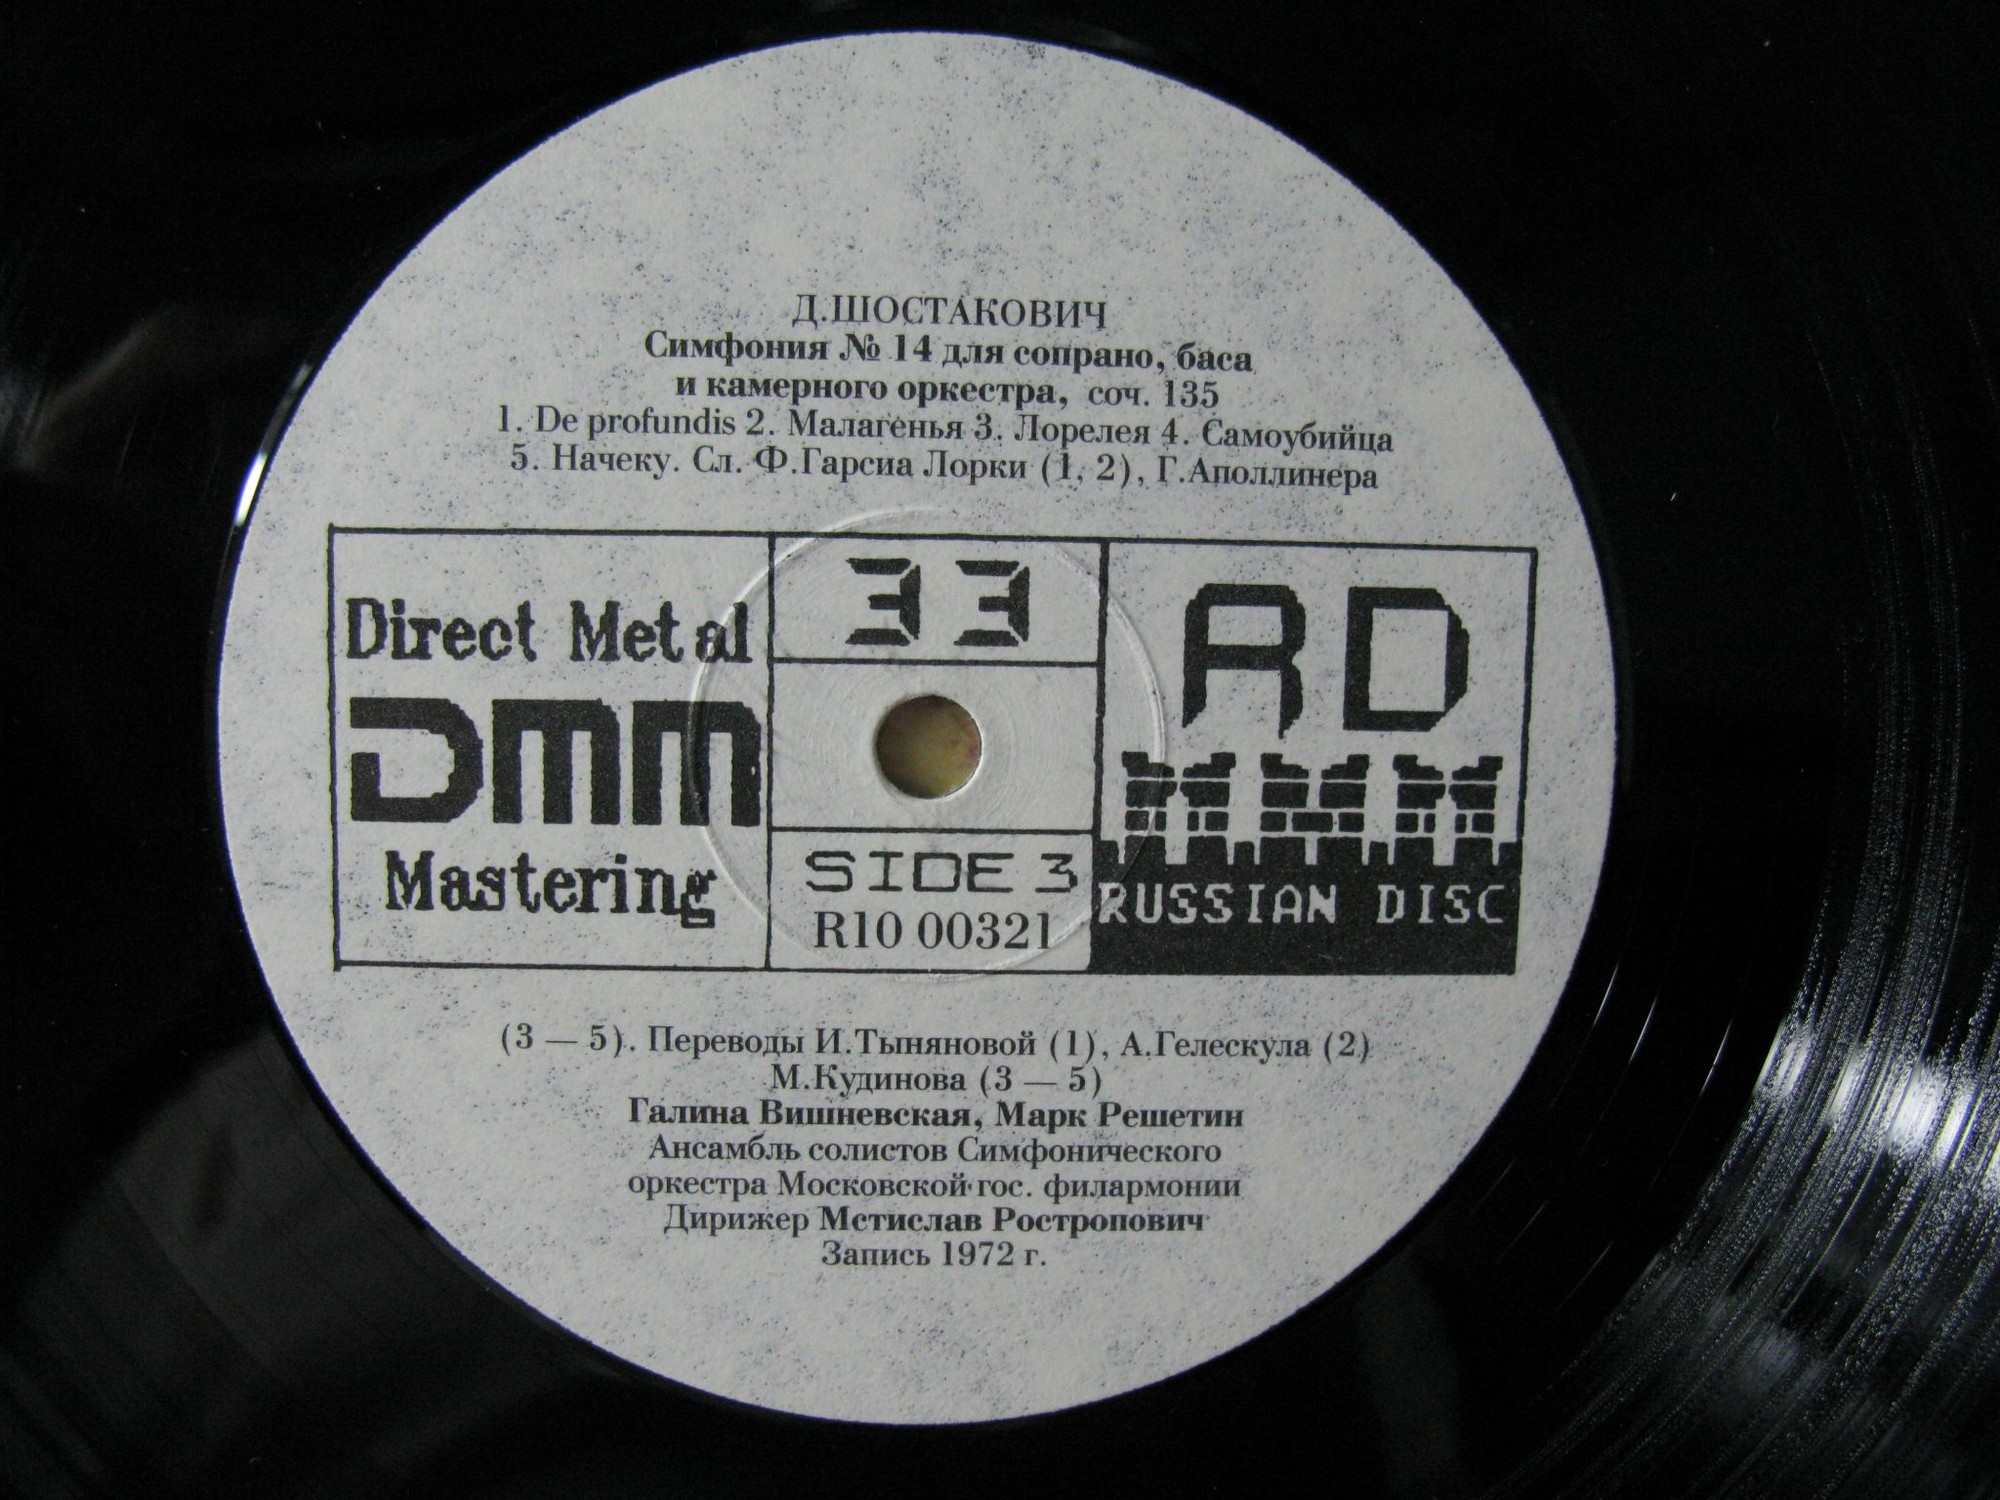 Д.ШОСТАКОВИЧ
Симфония № 14 для сопрано, баса
и камерного оркестра, соч. 135
1. De profundis 2. Малагенья 3. Лорелея 4. Самоубийца
5. Начеку. Сл. Ф.Гарсиа Лорки (1, 2), Г.Аполлинера
Direct Metal
DMM
Mastering
33
SIDE 3
R10 00321
RD
RUSSIAN DISC
(3 — 5). Переводы И.Тыняновой (1), А.Гелескула (2)
М.Кудинова (3 — 5)
Галина Вишневская, Марк Решетин
Ансамбль солистов Симфонического
оркестра Московской гос. филармонии
Дирижер Мстислав Ростропович
Запись 1972 г.